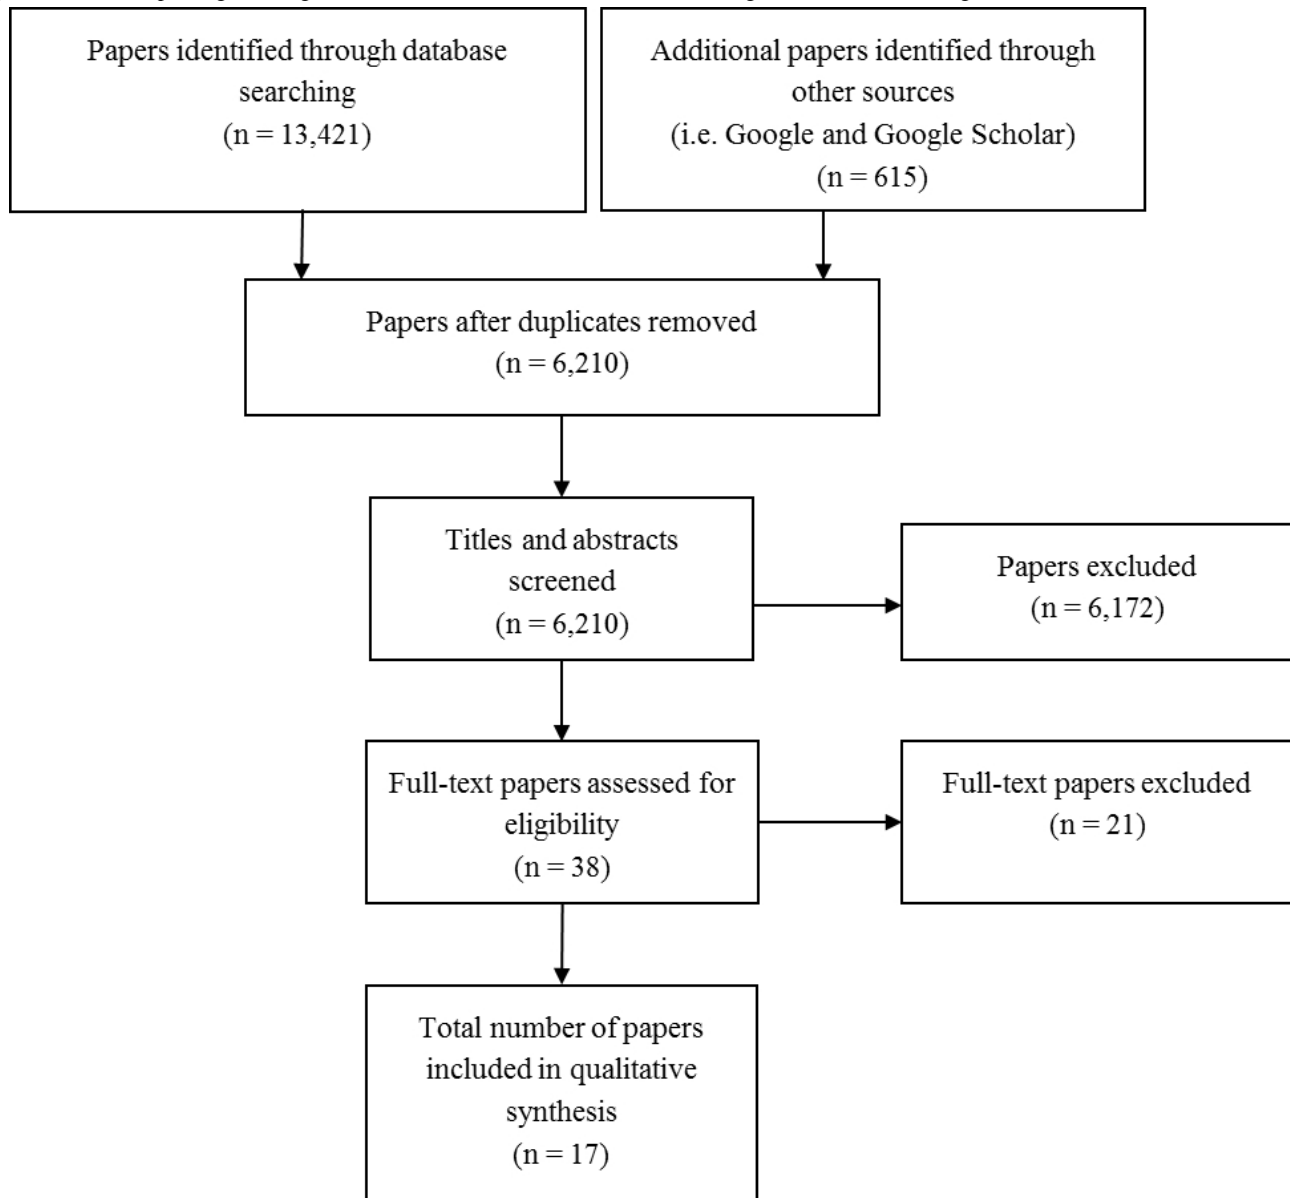 Papers identified through database
searching
(n = 13,421)
Additional papers identified through
other sources
(i.e. Google and Google Scholar)
(n = 615)
Papers after duplicates removed
(n = 6,210)
Titles and abstracts
screened
(n = 6,210)
Papers excluded
(n = 6,172)
Full-text papers assessed for
eligibility
(n = 38)
Full-text papers excluded
(n = 21)
Total number of papers
included in qualitative
synthesis
(n = 17)